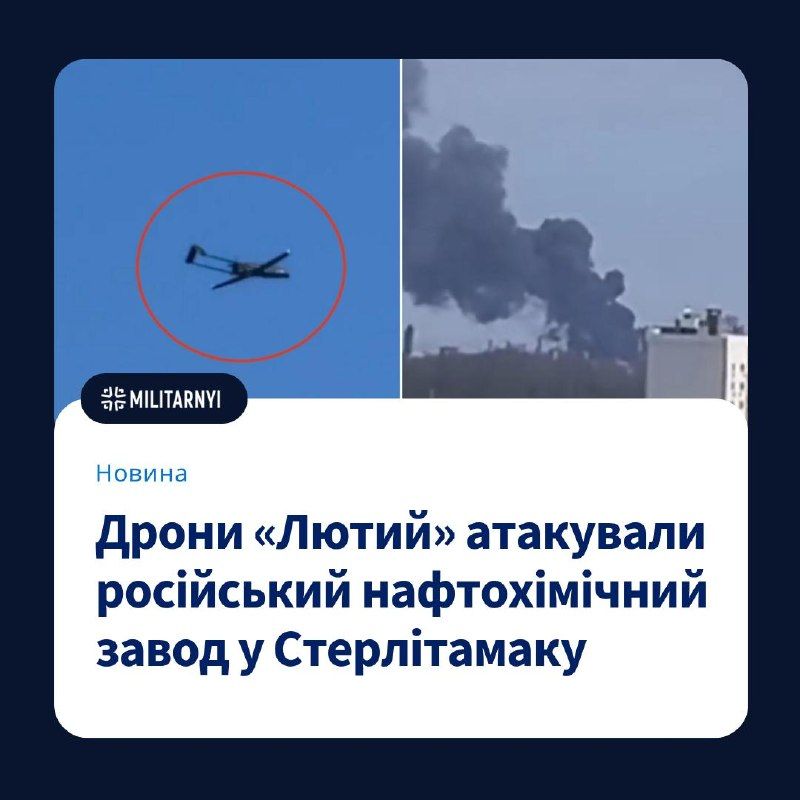 MILITARNYI
Новина
Дрони «Лютий» атакували
російський нафтохімічний
завод у Стерлітамаку